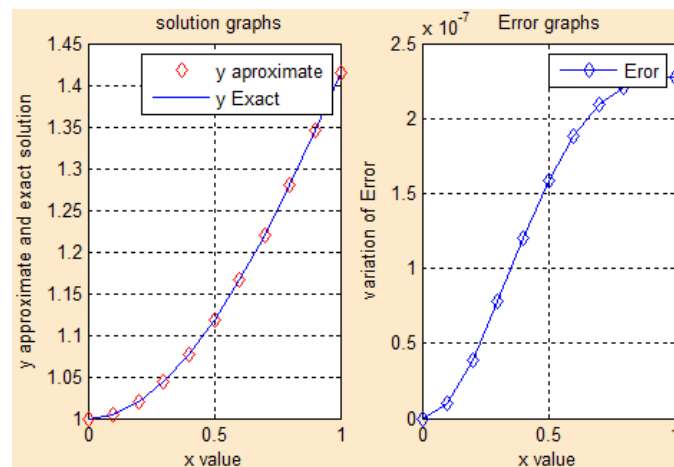 solution graphs
y approximate and exact solution
1.45
1.4
1.35
1.3
1.25
1.2
1.15
1.1
1.05
1
y aproximate
y Exact
0
0.5
1
x value
Error graphs
x 10^-7
variation of Error
2.5
2
1.5
1
0.5
0
Eror
0
0.5
1
x value